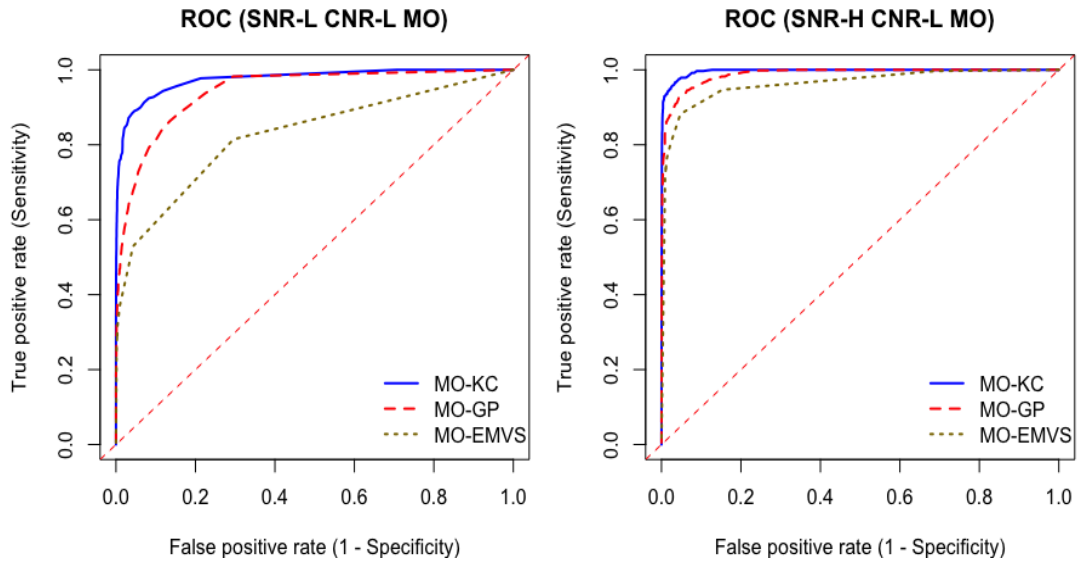 ROC (SNR-L CNR-L MO)
True positive rate (Sensitivity)
1.0
0.8
0.6
0.4
0.2
0.0
MO-KC
MO-GP
MO-EMVS
0.0 0.2 0.4 0.6 0.8 1.0
False positive rate (1 - Specificity)
ROC (SNR-H CNR-L MO)
True positive rate (Sensitivity)
1.0
0.8
0.6
0.4
0.2
0.0
MO-KC
MO-GP
MO-EMVS
0.0 0.2 0.4 0.6 0.8 1.0
False positive rate (1 - Specificity)